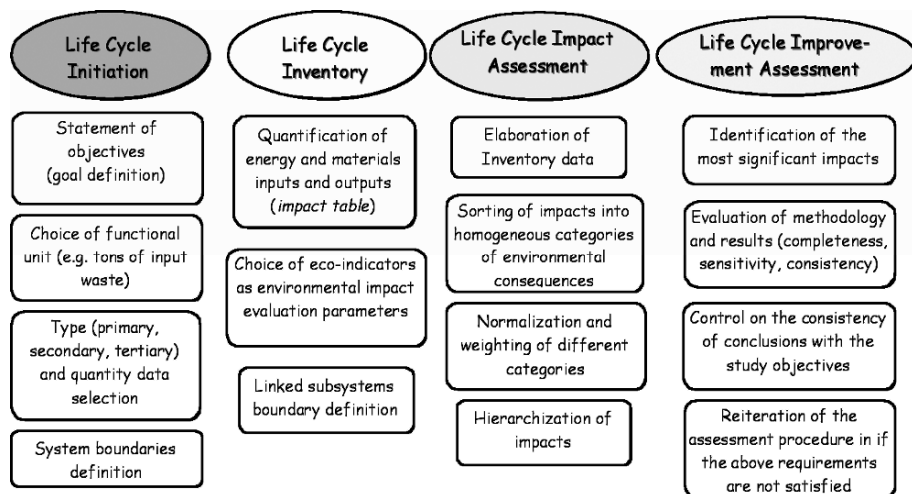 Life Cycle
Initiation
Statement of
objectives
(goal definition)
Choice of functional
unit (e.g. tons of input
waste)
Type (primary,
secondary, tertiary)
and quantity data
selection
System boundaries
definition
Life Cycle
Inventory
Quantification of
energy and materials
inputs and outputs
(impact table)
Choice of eco-indicators
as environmental impact
evaluation parameters
Linked subsystems
boundary definition
Life Cycle Impact
Assessment
Elaboration of
Inventory data
Sorting of impacts into
homogeneous categories
of environmental
consequences
Normalization and
weighting of different
categories
Hierarchization of
impacts
Life Cycle Improve-
ment Assessment
Identification of the
most significant impacts
Evaluation of methodology
and results (completeness,
sensitivity, consistency)
Control on the consistency
of conclusions with the
study objectives
Reiteration of the
assessment procedure in if
the above requirements
are not satisfied